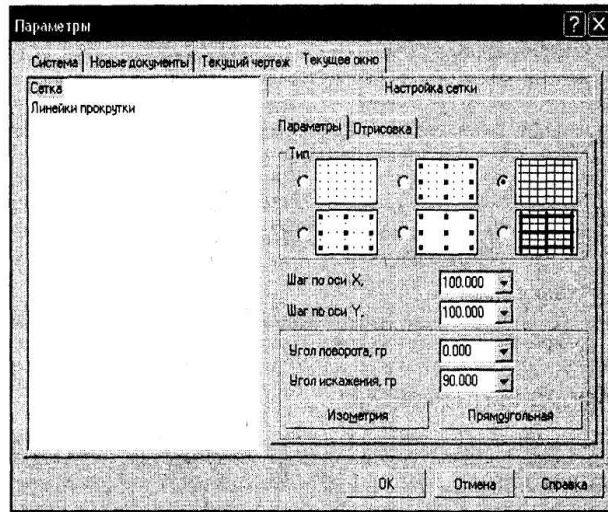 Параметры
Система Новые документы Текущий чертеж Текущее окно
Сетка
Линейки прокрутки
Настройка сетки
Параметры Отрисовка
Тип
Шаг по оси X, 100.000
Шаг по оси Y, 100.000
Угол поворота, гр 0.000
Угол искажения, гр 90.000
Изометрия Прямоугольная
OK Отмена Справка